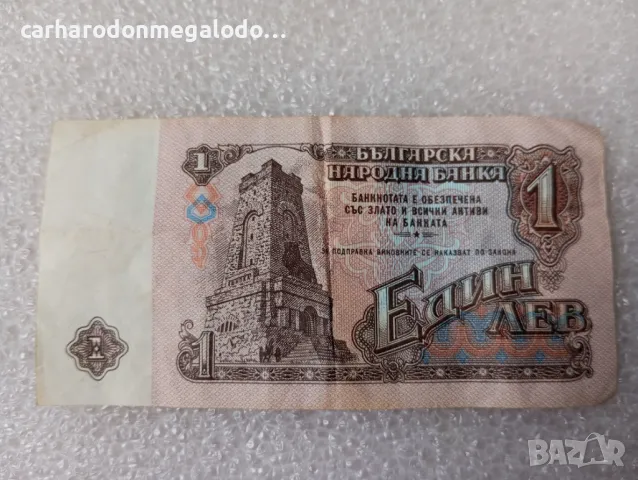 carharodonmegalodo...
1
БЪЛГАРСКА
НАРОДНА БАНКА
1
БАНКНОТАТА Е ОБЕЗПЕЧЕНА
СЪС ЗЛАТО И ВСИЧКИ АКТИВИ
НА БАНКАТА
ПОДПРАВКА ВИНОВНИТЕ СЕ НАКАЗВАТ ПО ЗАКОНА
ЕДИН
ЛЕВ
1
1
BAZAR